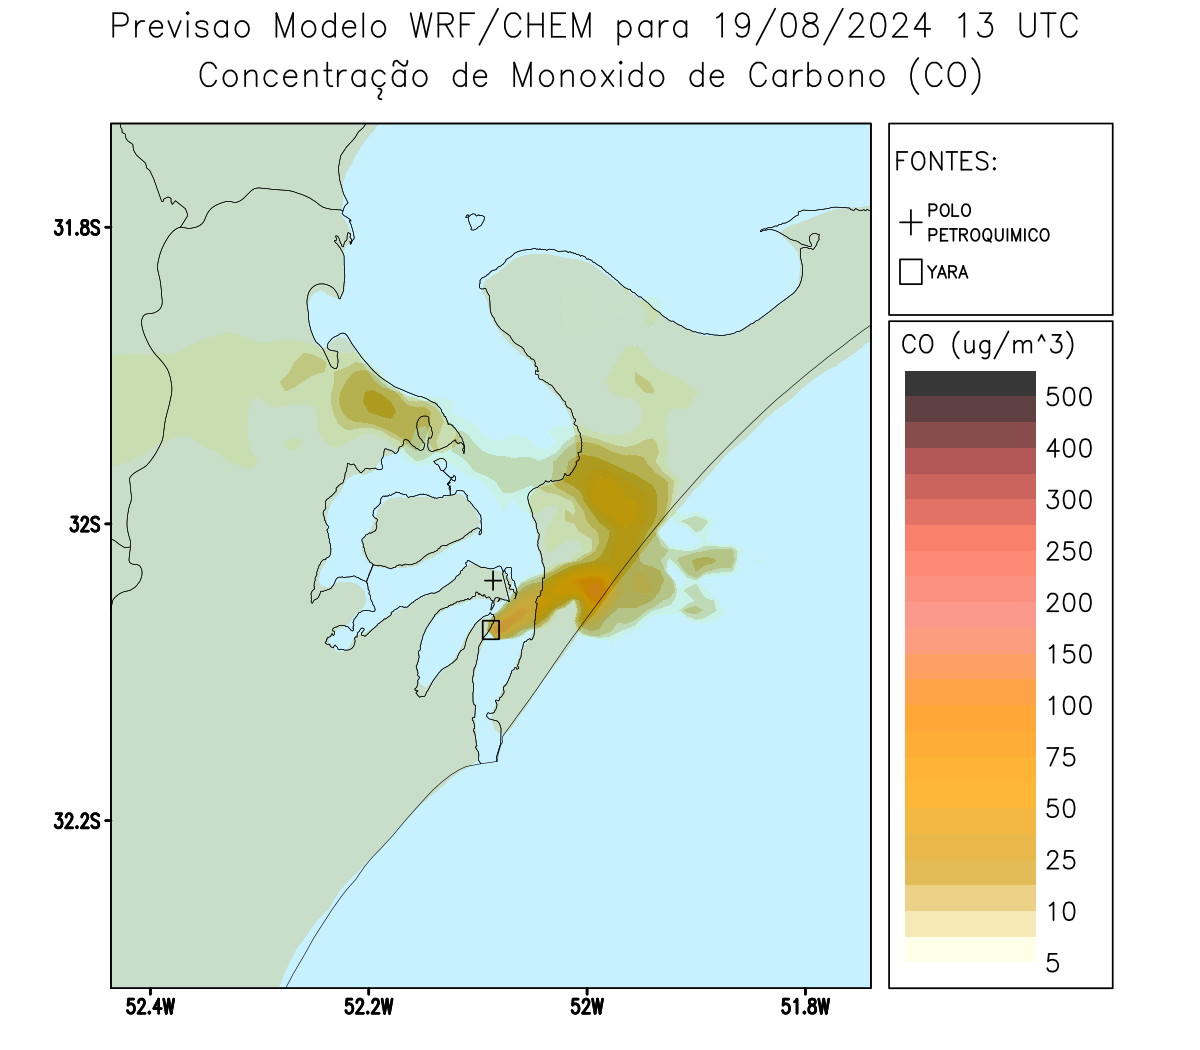 Previsao Modelo WRF/CHEM para 19/08/2024 13 UTC
Concentração de Monoxido de Carbono (CO)
FONTES:
POLO
PETROQUIMICO
YARA
CO (ug/m^3)
500
400
300
250
200
150
100
75
50
25
10
5
31.8S
32S
32.2S
52.4W
52.2W
52W
51.8W